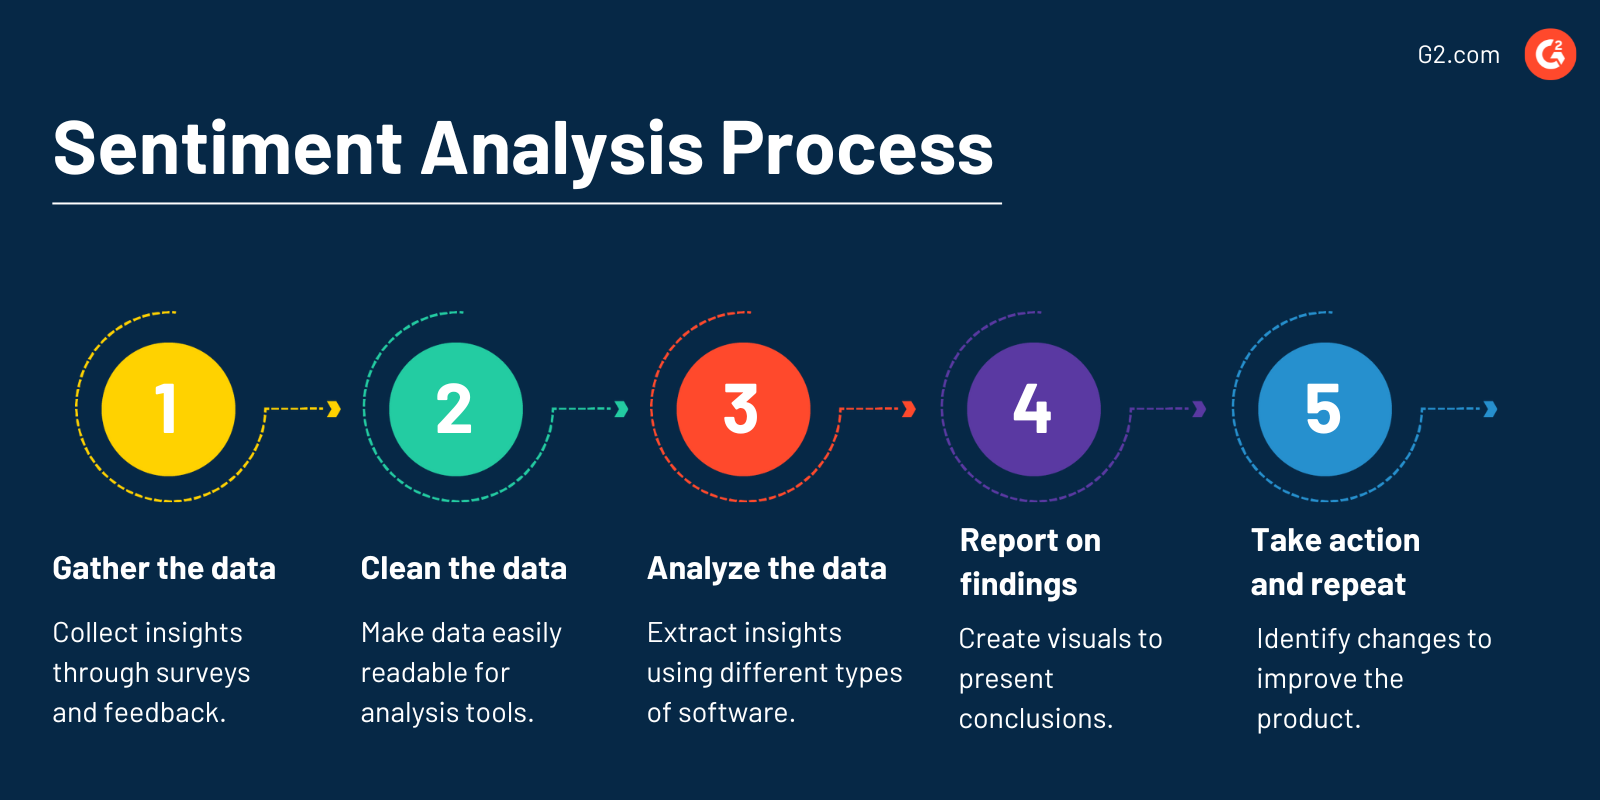 G2.com
G2
Sentiment Analysis Process
1
2
3
4
5
Gather the data
Collect insights
through surveys
and feedback.
Clean the data
Make data easily
readable for
analysis tools.
Analyze the data
Extract insights
using different types
of software.
Report on
findings
Create visuals to
present
conclusions.
Take action
and repeat
Identify changes to
improve the
product.